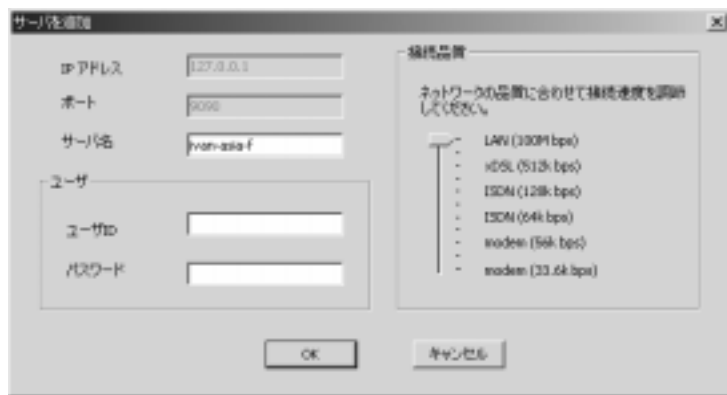 サーバを追加
IP アドレス
127.0.0.1
ポート
9090
サーバ名
ivan-asia-f
ユーザ
ユーザID
パスワード
接続品質
ネットワークの品質に合わせて接続速度を調節
してください。
LAN (100M bps)
xDSL (512k bps)
ISDN (128k bps)
ISDN (64k bps)
modem (56k bps)
modem (33.6k bps)
OK
キャンセル